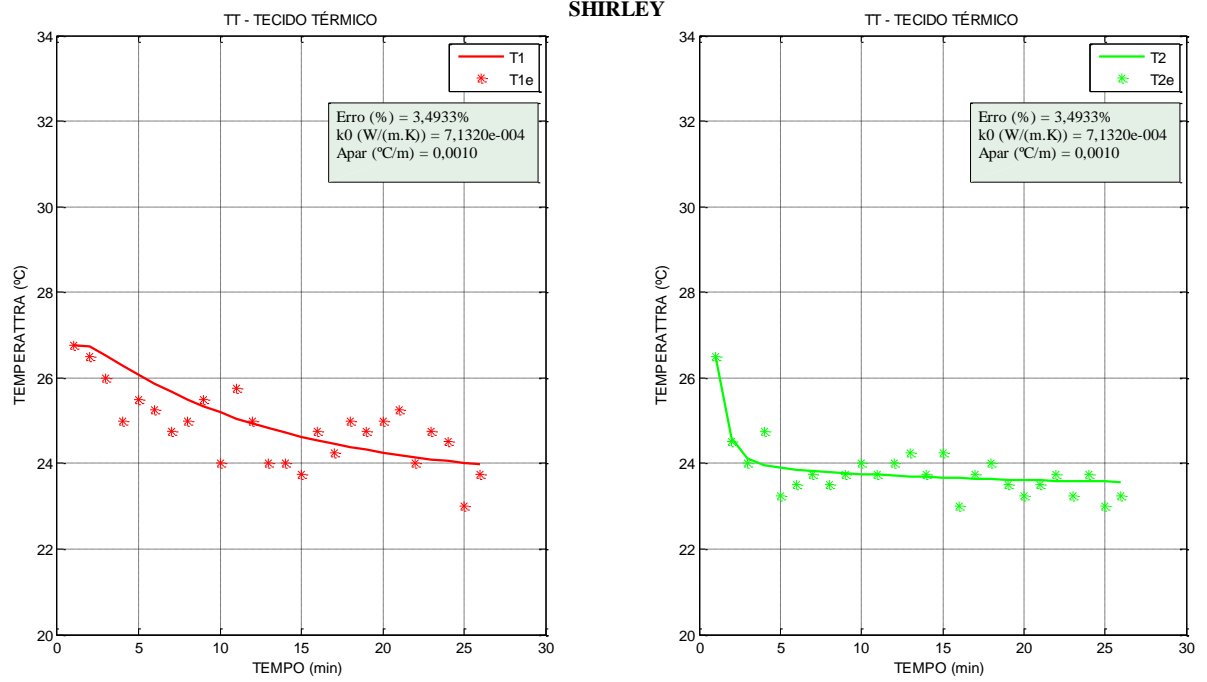 SHIRLEY
TT - TECIDO TÉRMICO
34
32
30
28
26
24
22
20
0
5
10
15
20
25
30
TEMPO (min)
TEMPERATTRA (ºC)
T1
T1e
Erro (%) = 3,4933%
k0 (W/(m.K)) = 7,1320e-004
Apar (ºC/m) = 0,0010
TT - TECIDO TÉRMICO
34
32
30
28
26
24
22
20
0
5
10
15
20
25
30
TEMPO (min)
TEMPERATTRA (ºC)
T2
T2e
Erro (%) = 3,4933%
k0 (W/(m.K)) = 7,1320e-004
Apar (ºC/m) = 0,0010